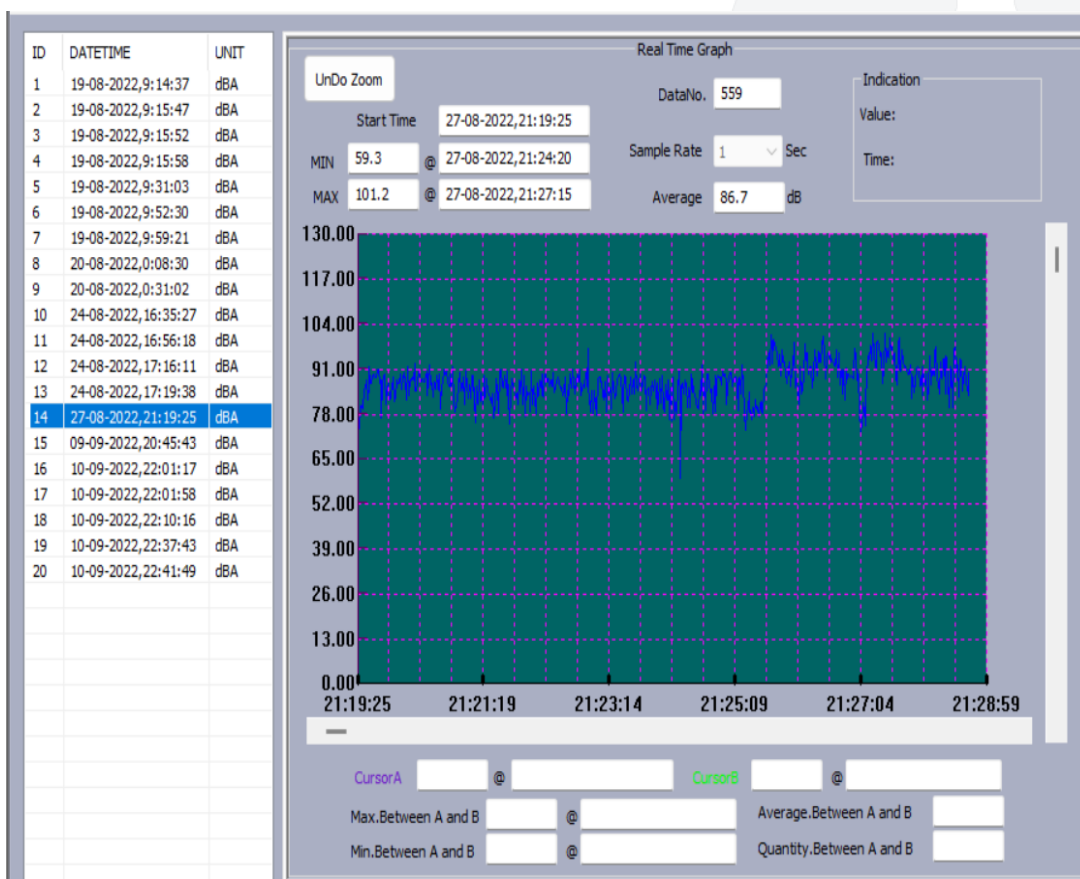 ID DATETIME UNIT
1 19-08-2022,9:14:37 dBA
2 19-08-2022,9:15:47 dBA
3 19-08-2022,9:15:52 dBA
4 19-08-2022,9:15:58 dBA
5 19-08-2022,9:31:03 dBA
6 19-08-2022,9:52:30 dBA
7 19-08-2022,9:59:21 dBA
8 20-08-2022,0:08:30 dBA
9 20-08-2022,0:31:02 dBA
10 24-08-2022,16:35:27 dBA
11 24-08-2022,16:56:18 dBA
12 24-08-2022,17:16:11 dBA
13 24-08-2022,17:19:38 dBA
14 27-08-2022,21:19:25 dBA
15 09-09-2022,20:45:43 dBA
16 10-09-2022,22:01:17 dBA
17 10-09-2022,22:01:58 dBA
18 10-09-2022,22:10:16 dBA
19 10-09-2022,22:37:43 dBA
20 10-09-2022,22:41:49 dBA
Real Time Graph
UnDo Zoom
DataNo. 559
Indication
Value:
Time:
Start Time 27-08-2022,21:19:25
MIN 59.3 @ 27-08-2022,21:24:20
Sample Rate 1 Sec
MAX 101.2 @ 27-08-2022,21:27:15
Average 86.7 dB
130.00
117.00
104.00
91.00
78.00
65.00
52.00
39.00
26.00
13.00
0.00
21:19:25 21:21:19 21:23:14 21:25:09 21:27:04 21:28:59
CursorA @ CursorB @
Max.Between A and B @ Average.Between A and B
Min.Between A and B @ Quantity.Between A and B